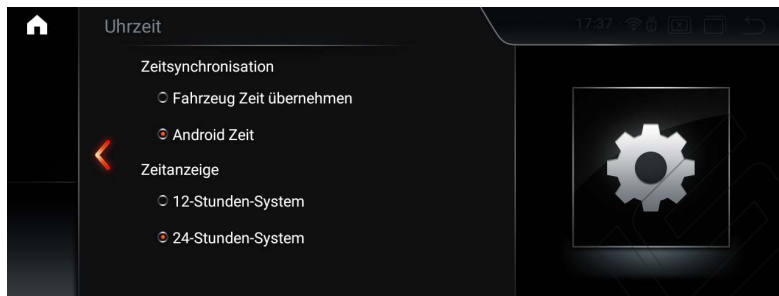 Uhrzeit
17:37
Zeitsynchronisation
Fahrzeug Zeit übernehmen
Android Zeit
Zeitanzeige
12-Stunden-System
24-Stunden-System